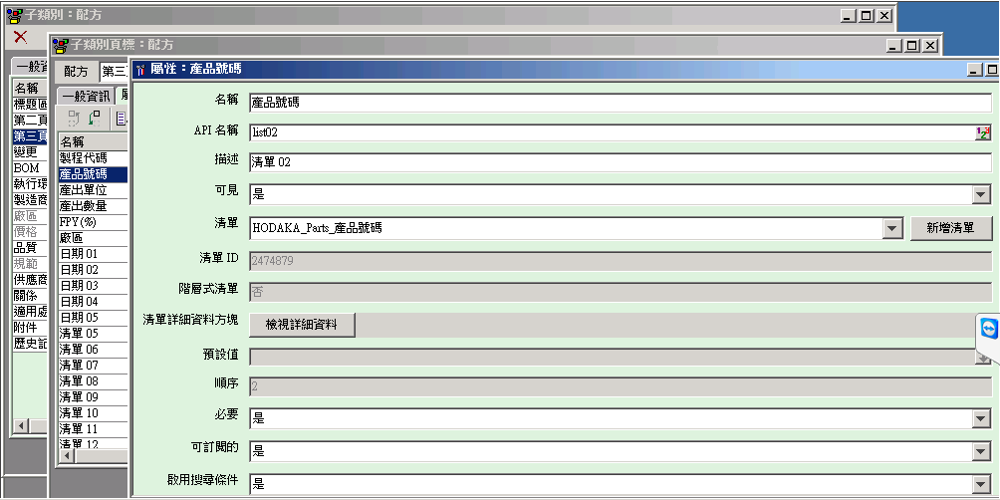 子類別：配方
子類別頁標：配方
屬性：產品號碼
一般資
名稱
標題區
第二頁
第三頁
變更
BOM
執行環
製造商
廠區
價格
品質
規範
供應商
關係
適用處
附件
歷史記
配方
第三
一般資訊
名稱
製程代碼
產品號碼
產出單位
產出數量
FPY (%)
廠區
日期 01
日期 02
日期 03
日期 04
日期 05
清單 05
清單 06
清單 07
清單 08
清單 09
清單 10
清單 11
清單 12
名稱 產品號碼
API 名稱 list02
描述 清單 02
可見 是
清單 HODAKA_Parts_產品號碼 新增清單
清單 ID 2474879
階層式清單 否
清單詳細資料方塊 檢視詳細資料
預設值
順序 2
必要 是
可訂閱的 是
啟用搜尋條件 是